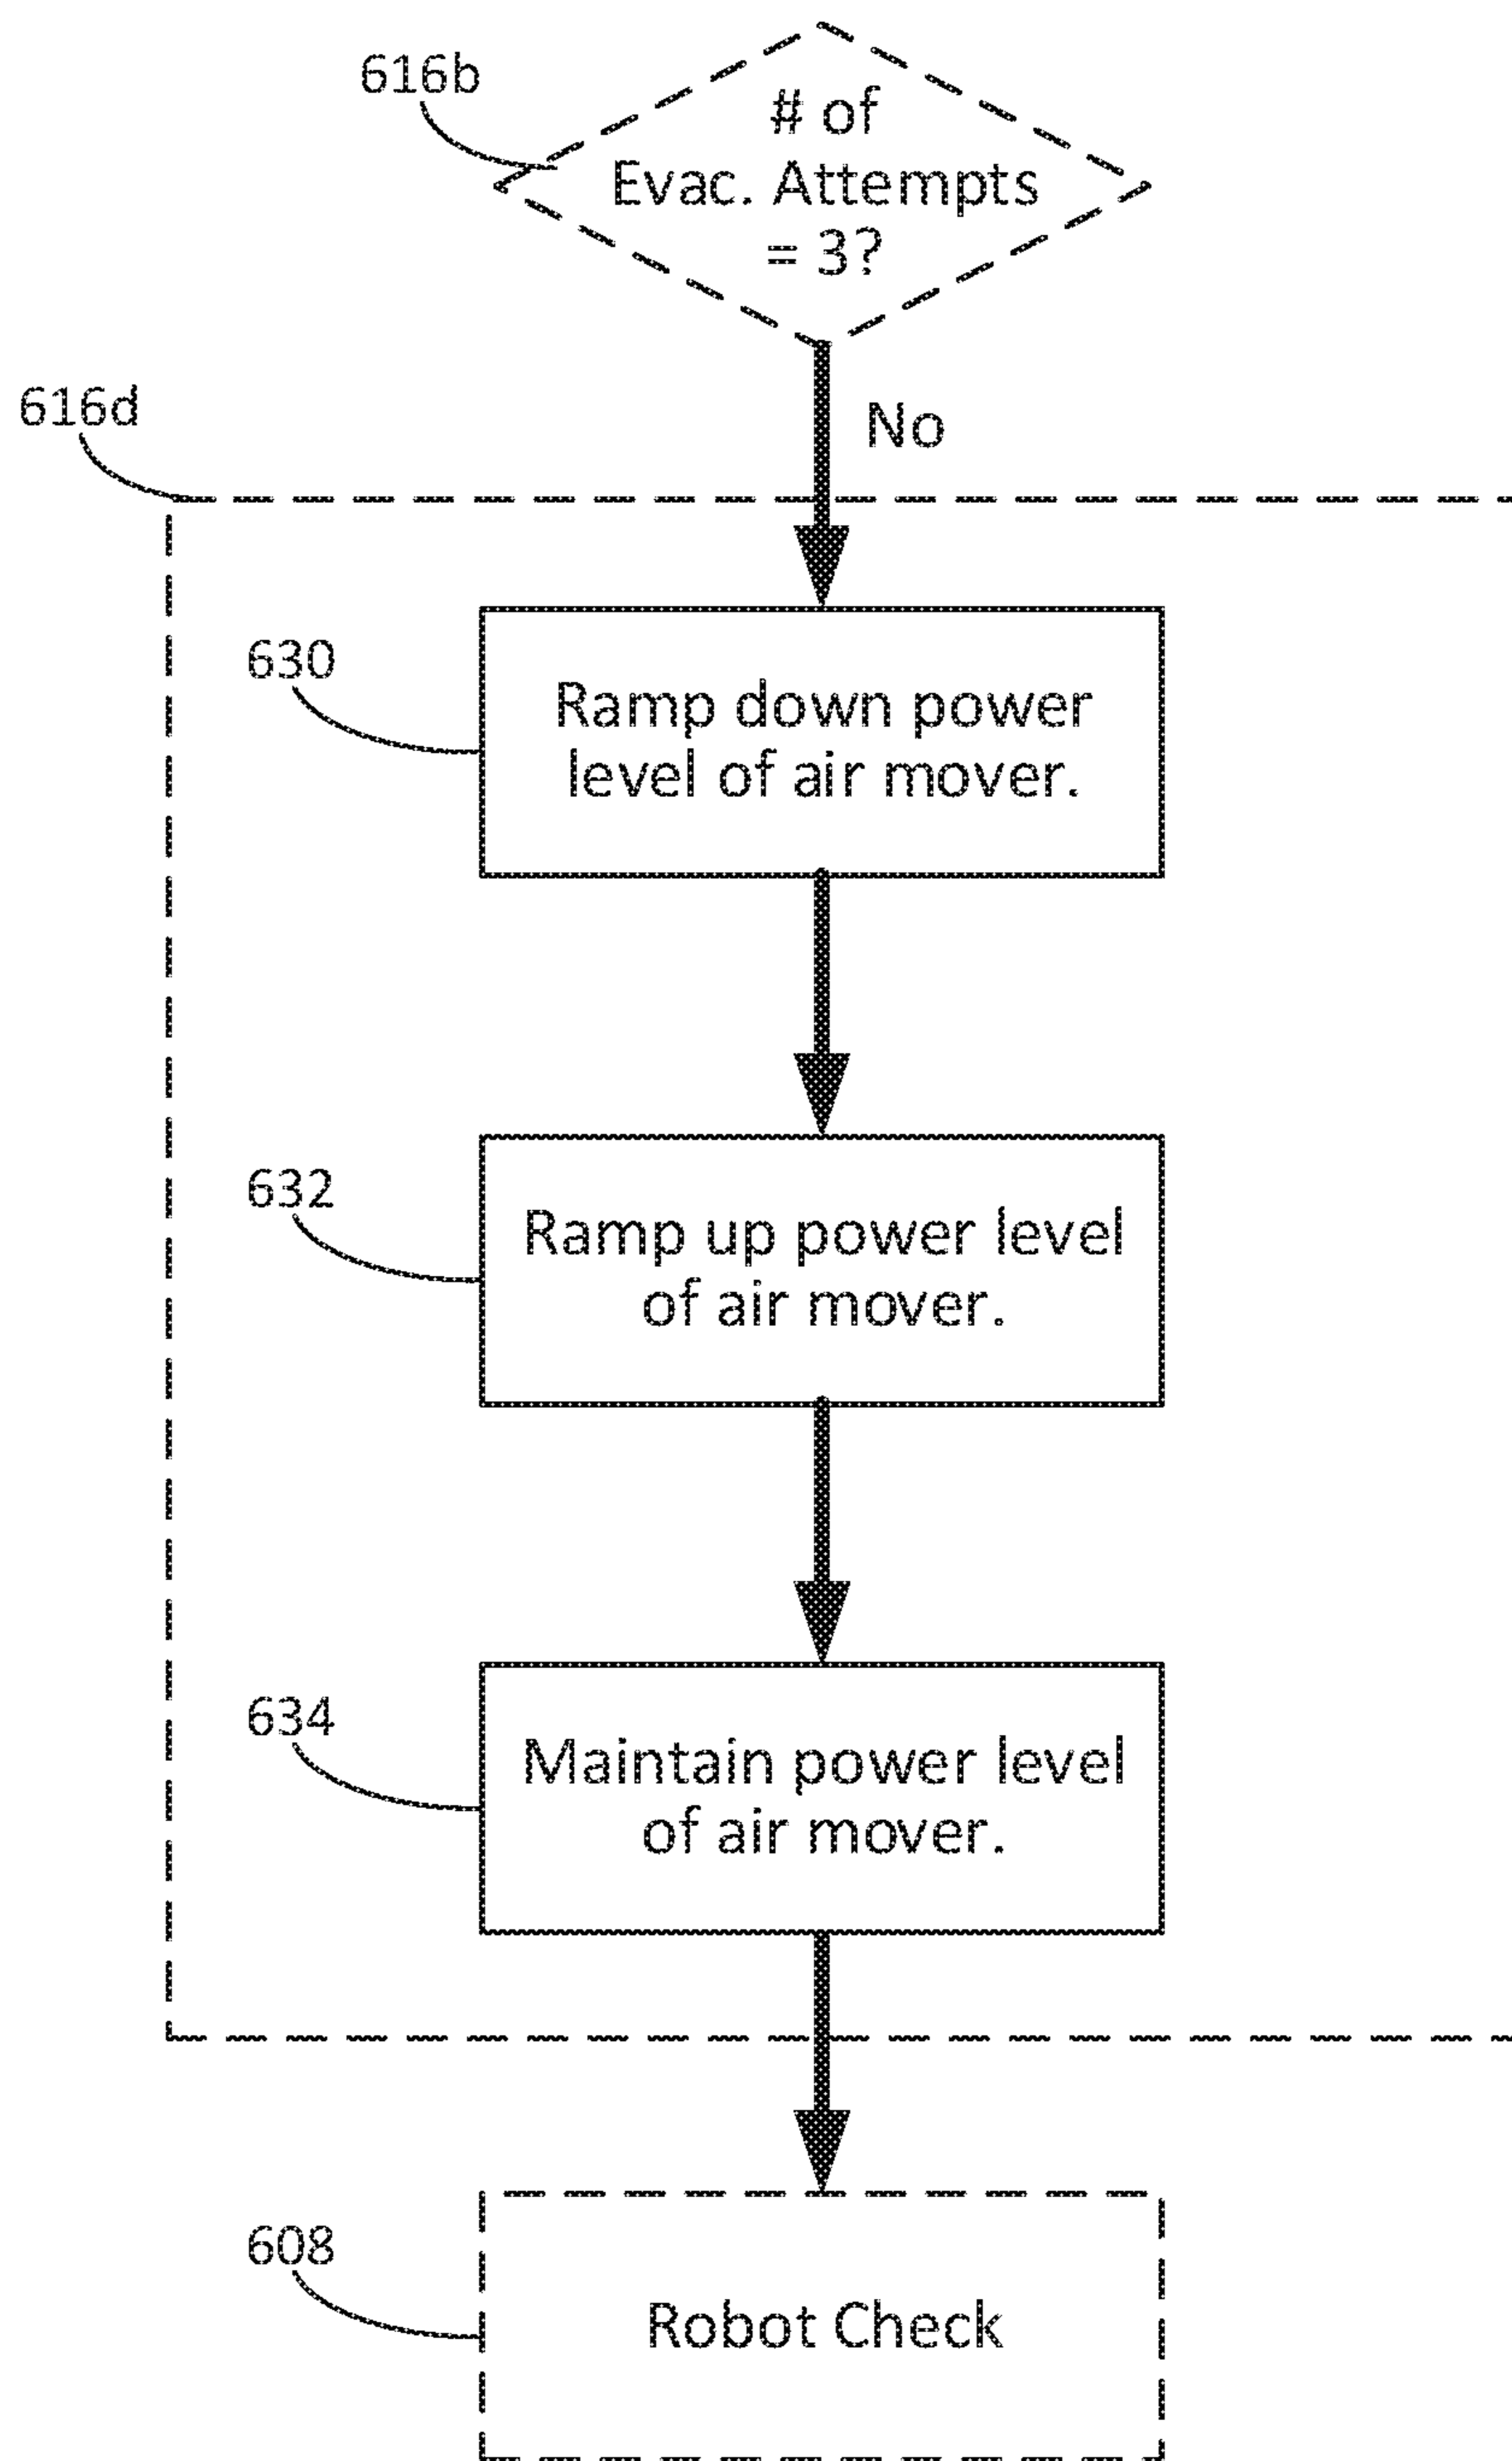 616b
# of
Evac. Attempts
= 3?
616d
No
630
Ramp down power
level of air mover.
632
Ramp up power level
of air mover.
634
Maintain power level
of air mover.
608
Robot Check